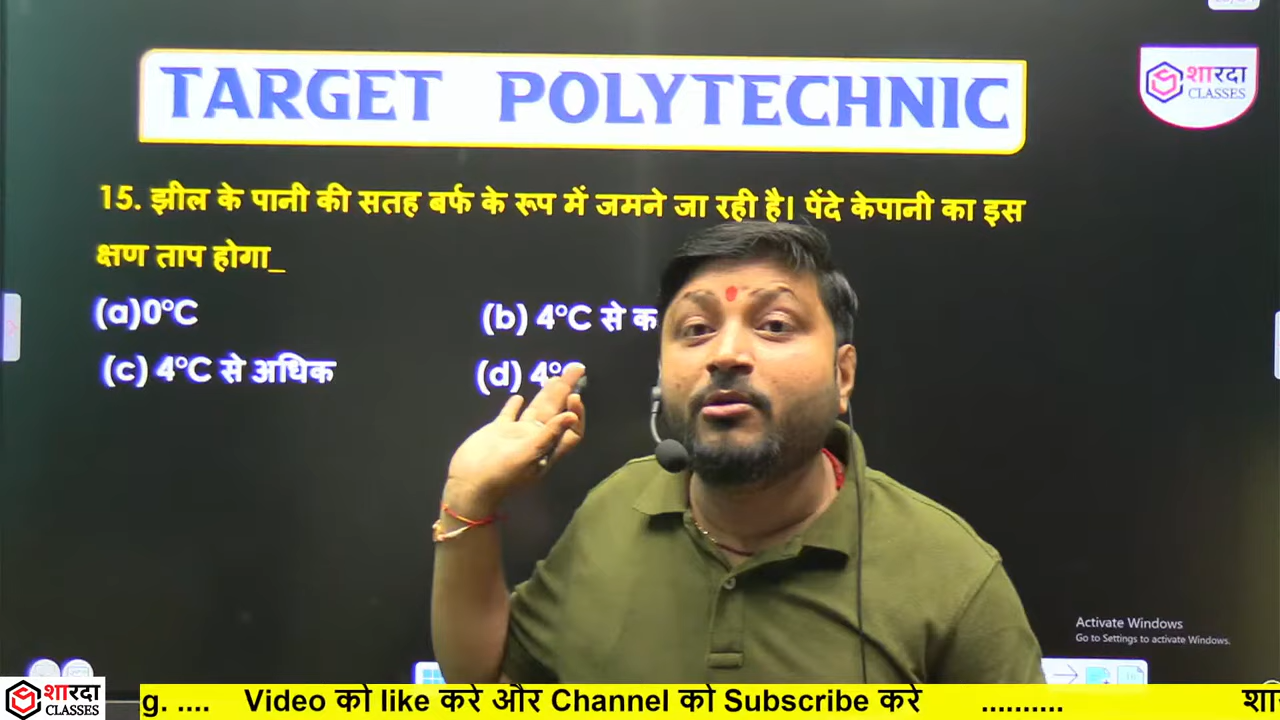 TARGET POLYTECHNIC
शारदा
CLASSES
15. झील के पानी की सतह बर्फ के रूप में जमने जा रही है। पेंदे केपानी का इस
क्षण ताप होगा_
(a)0°C
(b) 4°C से
(c) 4°C से अधिक
(d) 4°
Activate Windows
Go to Settings to activate Windows.
शारदा
CLASSES
g. .... Video को like करे और Channel को Subscribe करे ..........